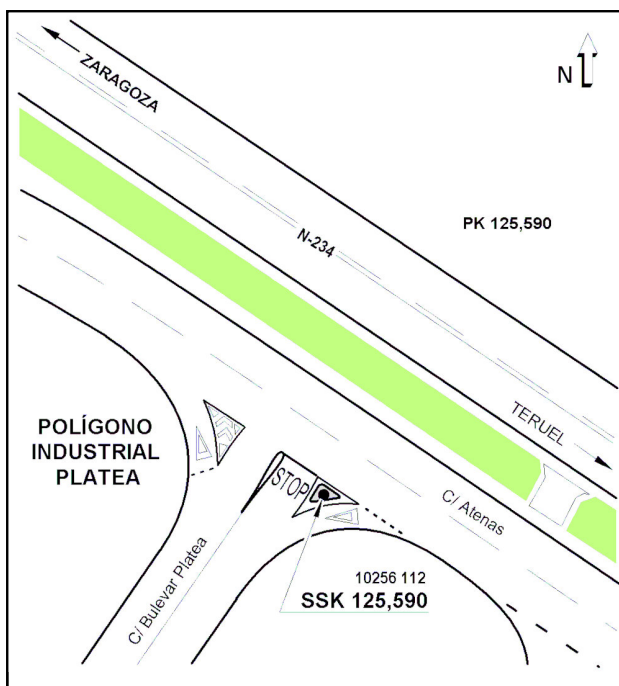 ZARAGOZA
N
PK 125,590
N-234
TERUEL
POLÍGONO
INDUSTRIAL
PLATEA
STOP
C/ Atenas
C/ Bulevar Platea
10256 112
SSK 125,590